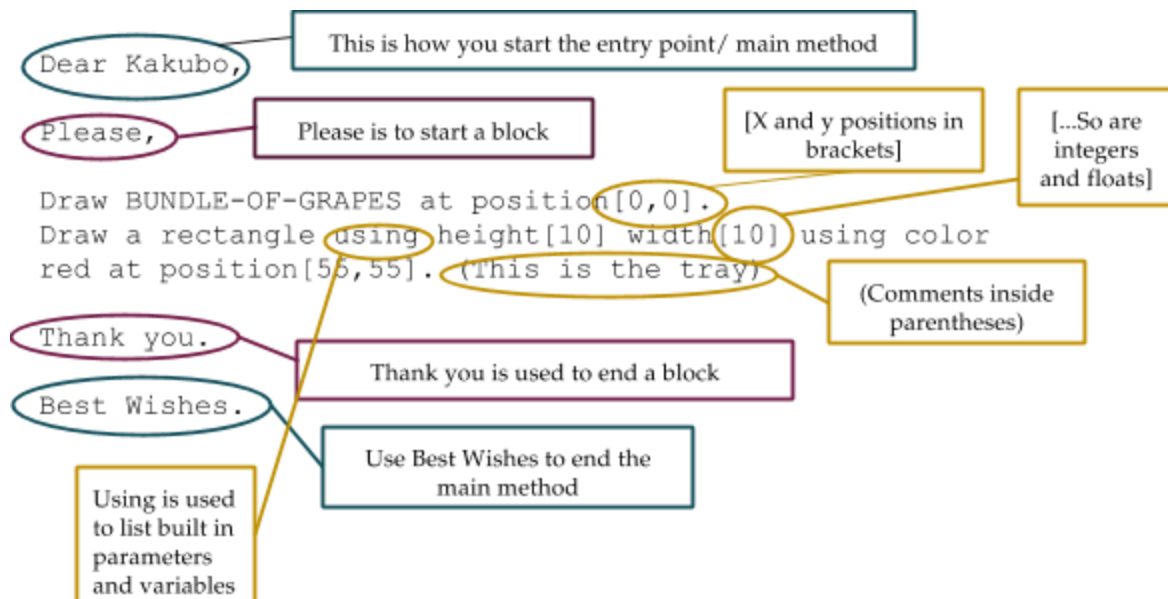 This is how you start the entry point/ main method
Dear Kakubo,
Please,
Please is to start a block
[X and y positions in
brackets]
[...So are
integers
and floats]
Draw BUNDLE-OF-GRAPES at position[0,0].
Draw a rectangle using height[10] width[10] using color
red at position[55,55]. (This is the tray)
(Comments inside
parentheses)
Thank you.
Thank you is used to end a block
Best Wishes.
Use Best Wishes to end the
main method
Using is used
to list built in
parameters
and variables